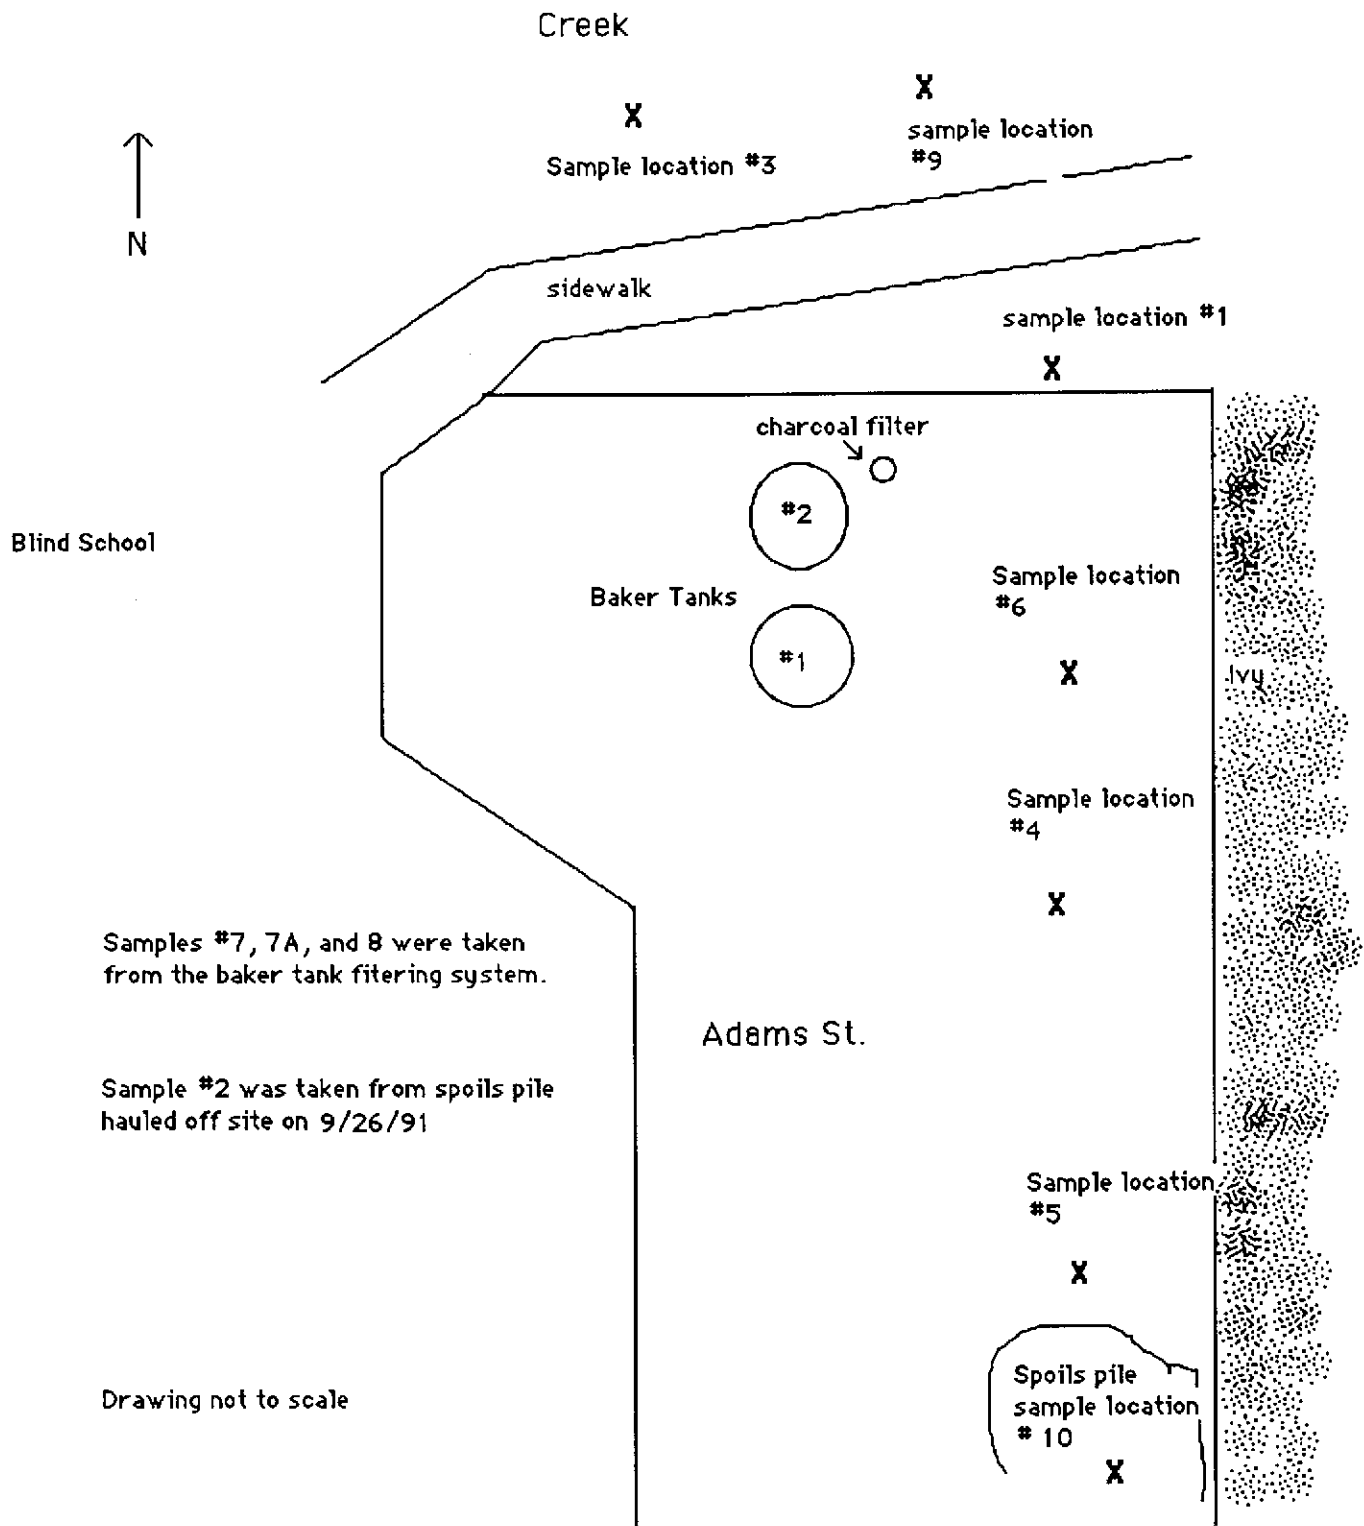 Creek
X
X
sample location
#9
Sample location #3
N
sidewalk
sample location #1
X
charcoal filter
#2
Blind School
Sample location
#6
Baker Tanks
#1
X
Ivy
Sample location
#4
X
Samples #7, 7A, and 8 were taken
from the baker tank fitering system.
Adams St.
Sample #2 was taken from spoils pile
hauled off site on 9/26/91
Sample location
#5
X
Spoils pile
sample location
# 10
X
Drawing not to scale